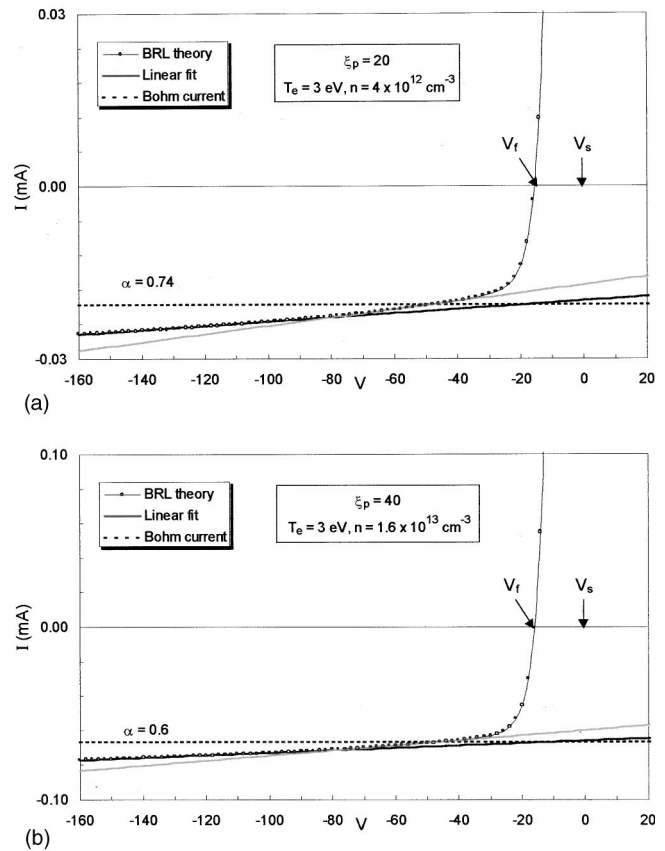 0.03
BRL theory
Linear fit
Bohm current
ξp = 20
Te = 3 eV, n = 4 x 10^12 cm^-3
Vf
Vs
0.00
I (mA)
α = 0.74
-0.03
-160 -140 -120 -100 -80 -60 -40 -20 0 20
V
(a)
0.10
BRL theory
Linear fit
Bohm current
ξp = 40
Te = 3 eV, n = 1.6 x 10^13 cm^-3
Vf
Vs
0.00
I (mA)
α = 0.6
-0.10
-160 -140 -120 -100 -80 -60 -40 -20 0 20
V
(b)